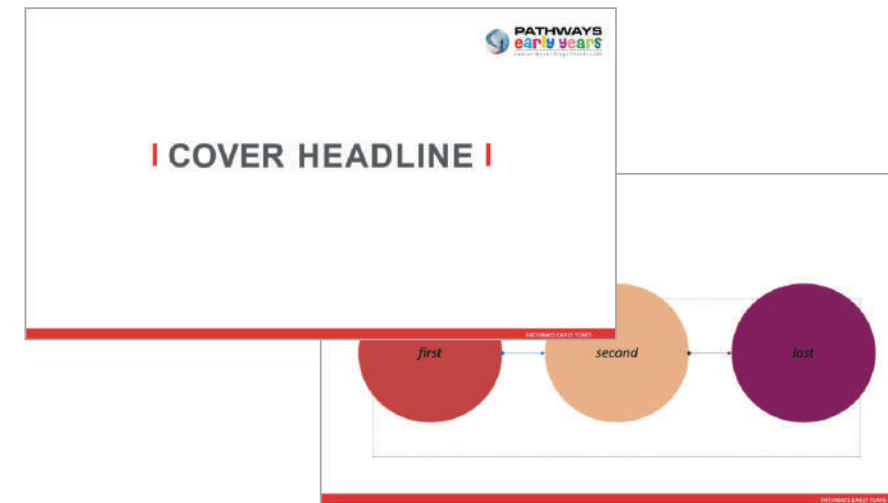 PATHWAYS
early years
| COVER HEADLINE |
PATHWAYS EARLY YEARS
first
second
last
PATHWAYS EARLY YEARS